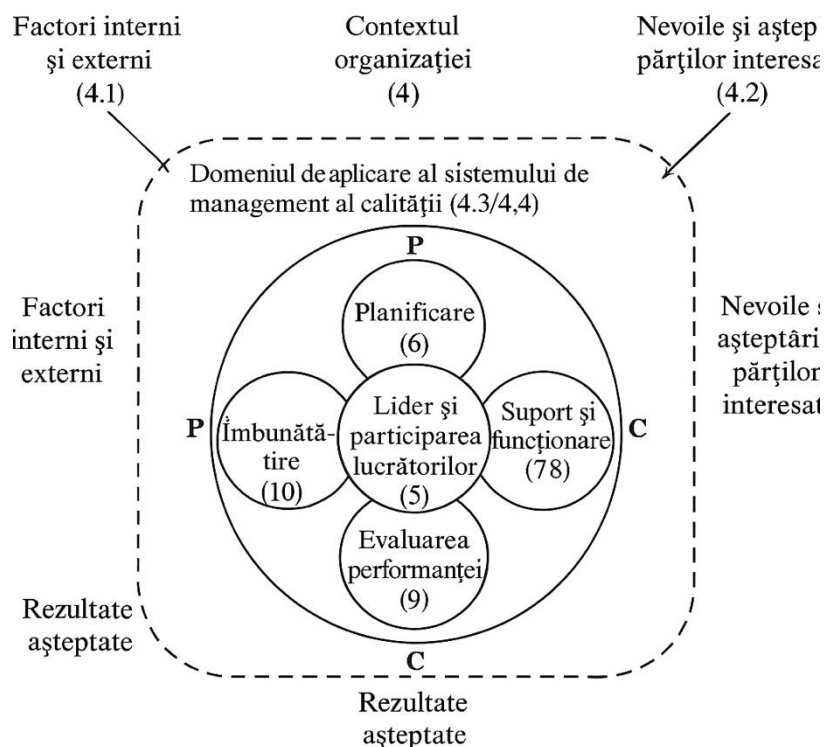 Factori interni
şi externi
(4.1)
Contextul
organizaţiei
(4)
Nevoile şi aştep
părţilor interesa
(4.2)
Domeniul de aplicare al sistemului de
management al calităţii (4.3/4,4)
P
Planificare
(6)
Factori
interni şi
externi
Nevoile ş
aşteptâri
părţilor
interesat
P
Îmbunătă-
tire
(10)
Lider şi
participarea
lucrătorilor
(5)
Suport şi
funcţionare
(78)
C
Evaluarea
performanţei
(9)
C
Rezultate
aşteptate
Rezultate
aşteptate